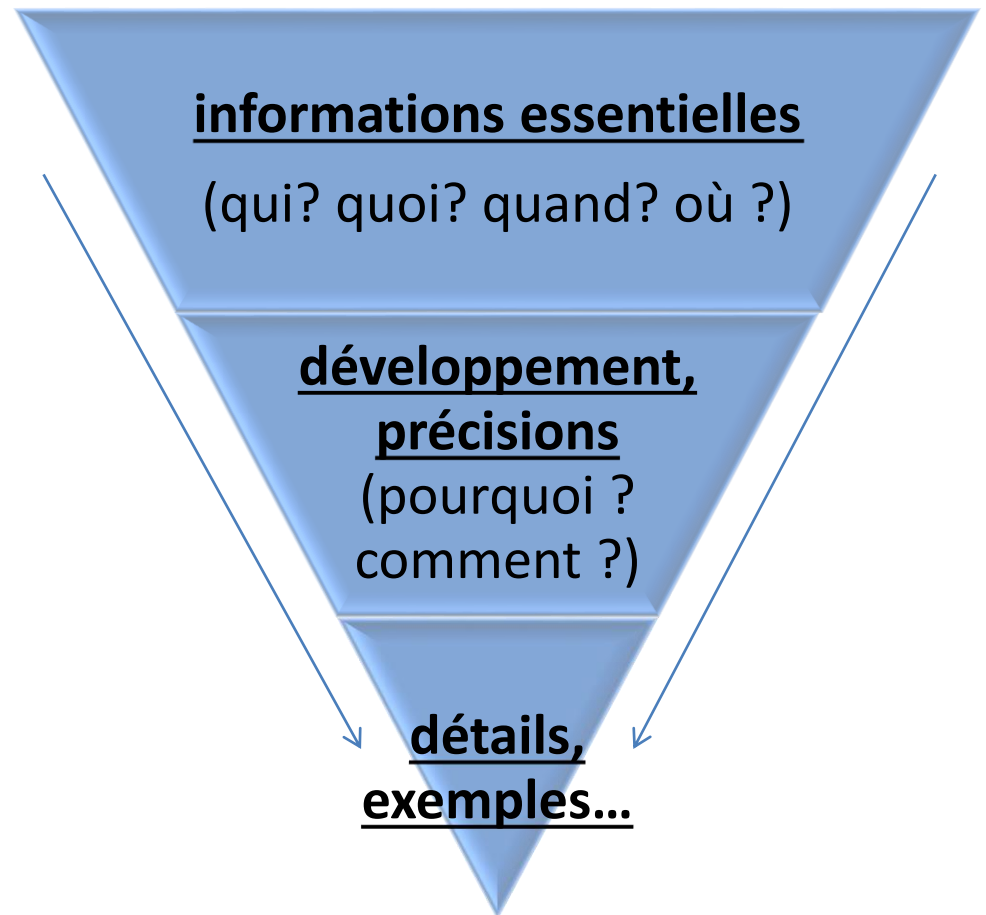 informations essentielles
(qui? quoi? quand? où ?)
développement,
précisions
(pourquoi ?
comment ?)
détails,
exemples…